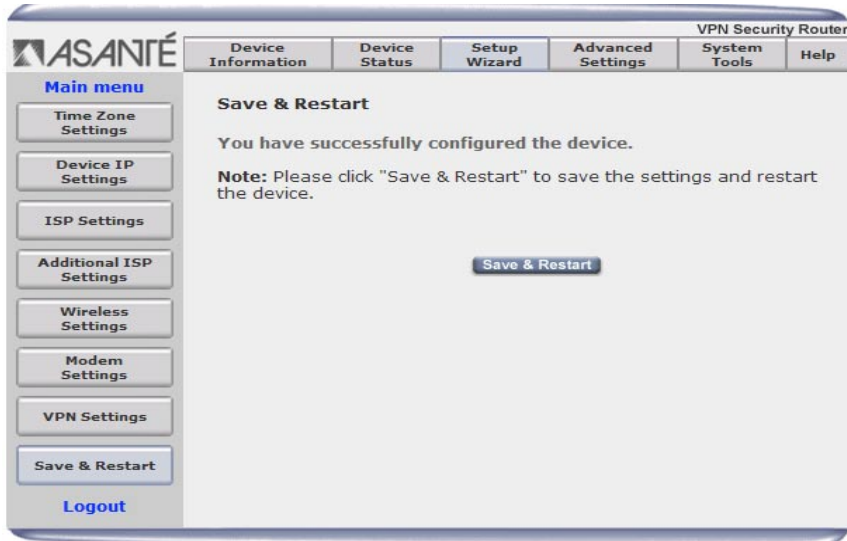 VPN Security Router
ASANTÉ
Device Information
Device Status
Setup Wizard
Advanced Settings
System Tools
Help
Main menu
Time Zone
Settings
Device IP
Settings
ISP Settings
Additional ISP
Settings
Wireless
Settings
Modem
Settings
VPN Settings
Save & Restart
Logout
Save & Restart
You have successfully configured the device.
Note: Please click "Save & Restart" to save the settings and restart
the device.
Save & Restart